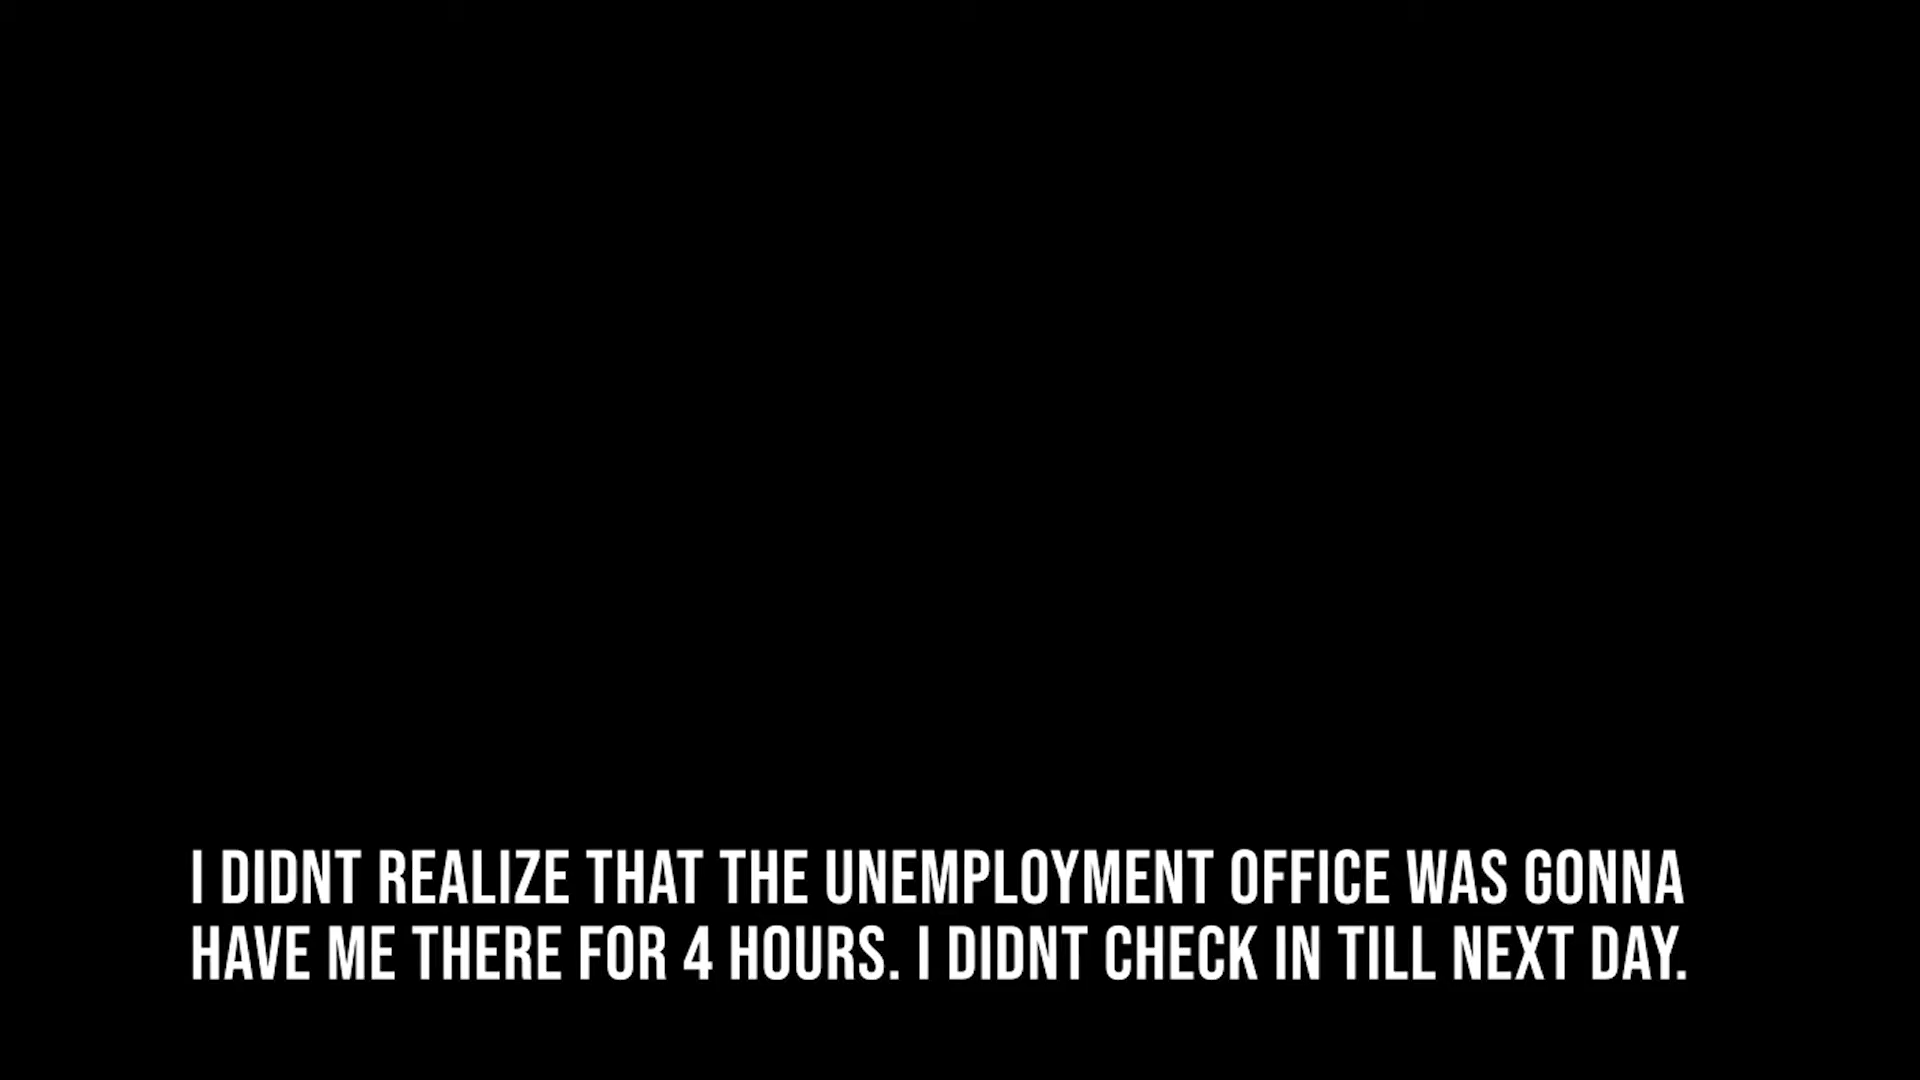 I DIDNT REALIZE THAT THE UNEMPLOYMENT OFFICE WAS GONNA
HAVE ME THERE FOR 4 HOURS. I DIDNT CHECK IN TILL NEXT DAY.